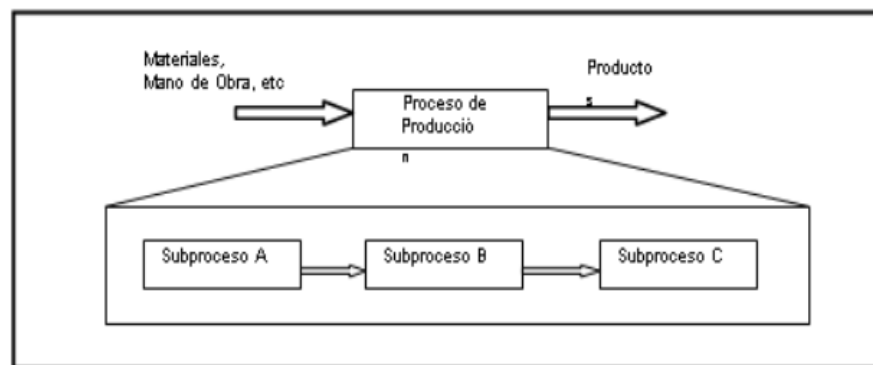 Materiales,
Mano de Obra, etc
Producto
s
Proceso de
Producciò
n
Subproceso A
Subproceso B
Subproceso C